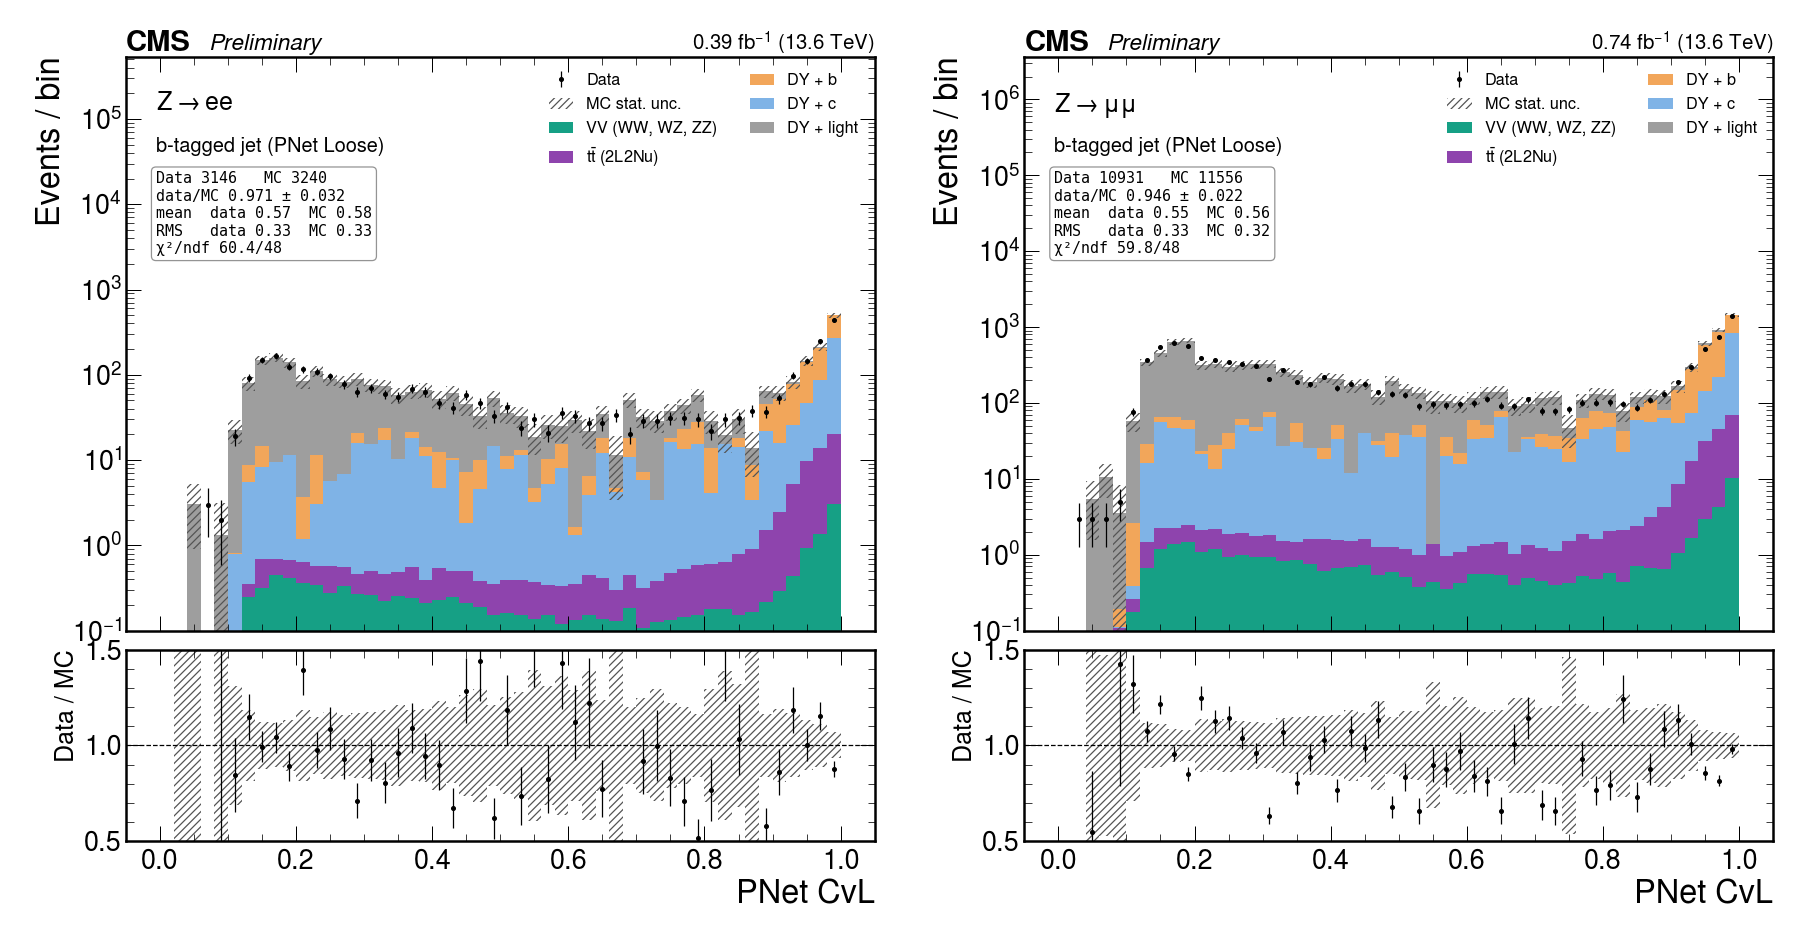 CMS Preliminary 0.39 fb⁻¹ (13.6 TeV)
Events / bin
Z → ee
b-tagged jet (PNet Loose)
Data 3146 MC 3240
data/MC 0.971 ± 0.032
mean data 0.57 MC 0.58
RMS data 0.33 MC 0.33
χ²/ndf 60.4/48
Data
MC stat. unc.
VV (WW, WZ, ZZ)
tt̄ (2L2Nu)
DY + b
DY + c
DY + light
10⁵
10⁴
10³
10²
10¹
10⁰
10⁻¹
Data / MC
1.5
1.0
0.5
0.0 0.2 0.4 0.6 0.8 1.0
PNet CvL
CMS Preliminary 0.74 fb⁻¹ (13.6 TeV)
Events / bin
Z → μμ
b-tagged jet (PNet Loose)
Data 10931 MC 11556
data/MC 0.946 ± 0.022
mean data 0.55 MC 0.56
RMS data 0.33 MC 0.32
χ²/ndf 59.8/48
Data
MC stat. unc.
VV (WW, WZ, ZZ)
tt̄ (2L2Nu)
DY + b
DY + c
DY + light
10⁶
10⁵
10⁴
10³
10²
10¹
10⁰
10⁻¹
Data / MC
1.5
1.0
0.5
0.0 0.2 0.4 0.6 0.8 1.0
PNet CvL